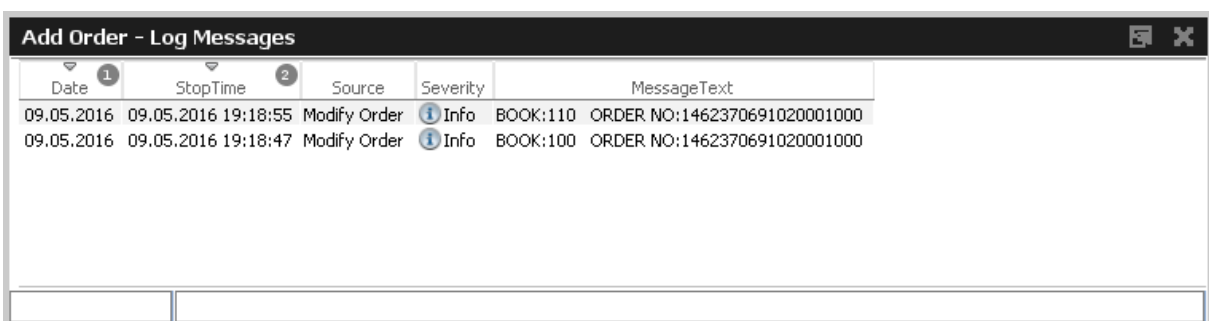 Add Order - Log Messages
1 2
Date StopTime Source Severity MessageText
09.05.2016 09.05.2016 19:18:55 Modify Order Info BOOK:110 ORDER NO:1462370691020001000
09.05.2016 09.05.2016 19:18:47 Modify Order Info BOOK:100 ORDER NO:1462370691020001000